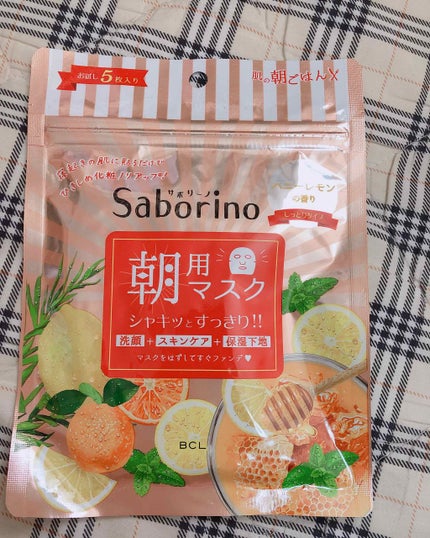 お試し5枚入り
肌の朝ごはん
寝起きの肌に貼るだけで
ひきしめ化粧ノリアップ!
サボリーノ
Saborino
ハニーレモン
の香り
しっとりタイプ
朝用
マスク
シャキッとすっきり!!
洗顔+スキンケア+保湿下地
マスクをはずしてすぐファンデ♥
BCL